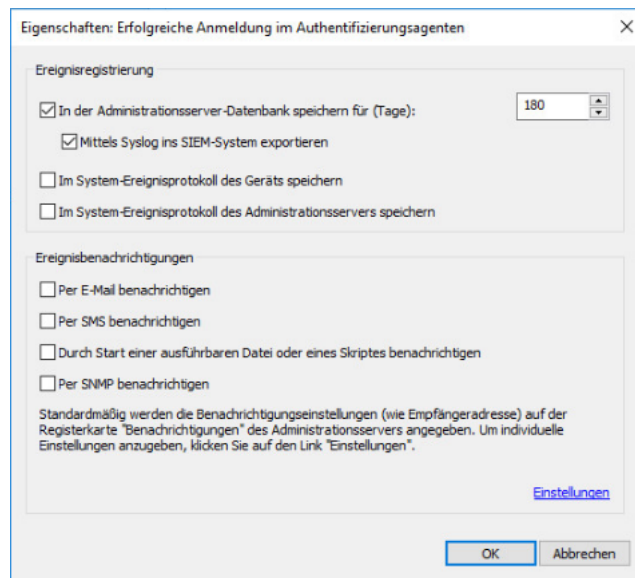 Eigenschaften: Erfolgreiche Anmeldung im Authentifizierungsagenten
Ereignisregistrierung
In der Administrationsserver-Datenbank speichern für (Tage):
180
Mittels Syslog ins SIEM-System exportieren
Im System-Ereignisprotokoll des Geräts speichern
Im System-Ereignisprotokoll des Administrationsservers speichern
Ereignisbenachrichtigungen
Per E-Mail benachrichtigen
Per SMS benachrichtigen
Durch Start einer ausführbaren Datei oder eines Skriptes benachrichtigen
Per SNMP benachrichtigen
Standardmäßig werden die Benachrichtigungseinstellungen (wie Empfängeradresse) auf der
Registerkarte "Benachrichtigungen" des Administrationsservers angegeben. Um individuelle
Einstellungen anzugeben, klicken Sie auf den Link "Einstellungen".
Einstellungen
OK
Abbrechen